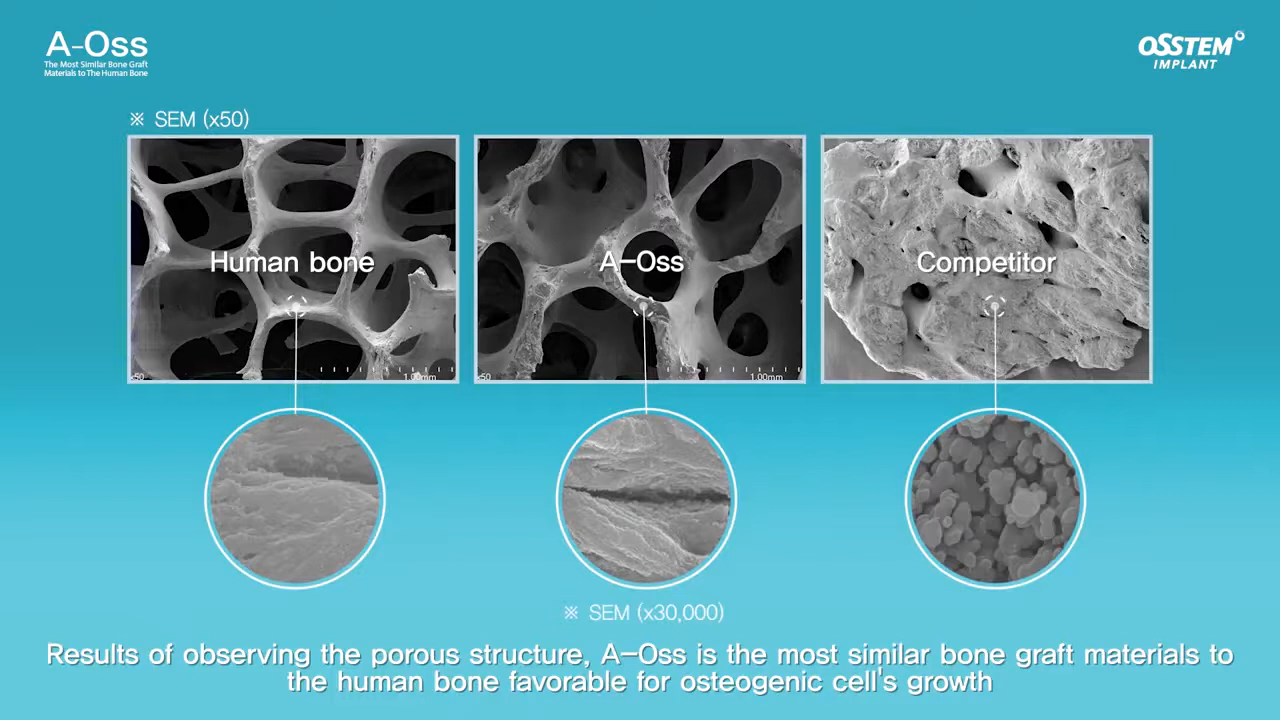 A-Oss
The Most Similar Bone Graft
Materials to The Human Bone
OSSTEM
IMPLANT
※ SEM (x50)
Human bone
A-Oss
Competitor
x50
1.00mm
x50
1.00mm
※ SEM (x30,000)
Results of observing the porous structure, A-Oss is the most similar bone graft materials to
the human bone favorable for osteogenic cell's growth